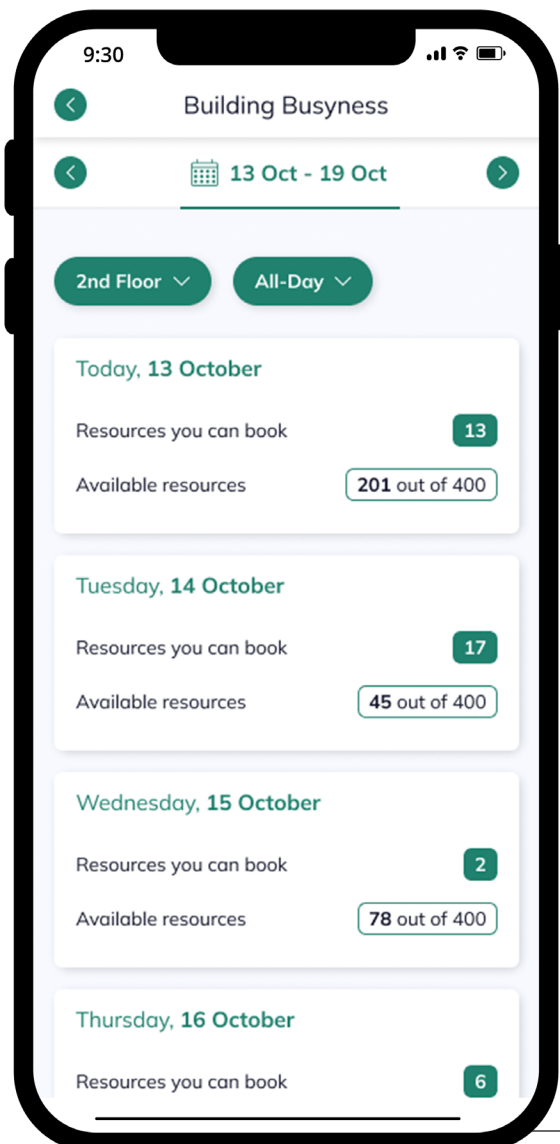 9:30
Building Busyness
13 Oct - 19 Oct
2nd Floor All-Day
Today, 13 October
Resources you can book 13
Available resources 201 out of 400
Tuesday, 14 October
Resources you can book 17
Available resources 45 out of 400
Wednesday, 15 October
Resources you can book 2
Available resources 78 out of 400
Thursday, 16 October
Resources you can book 6